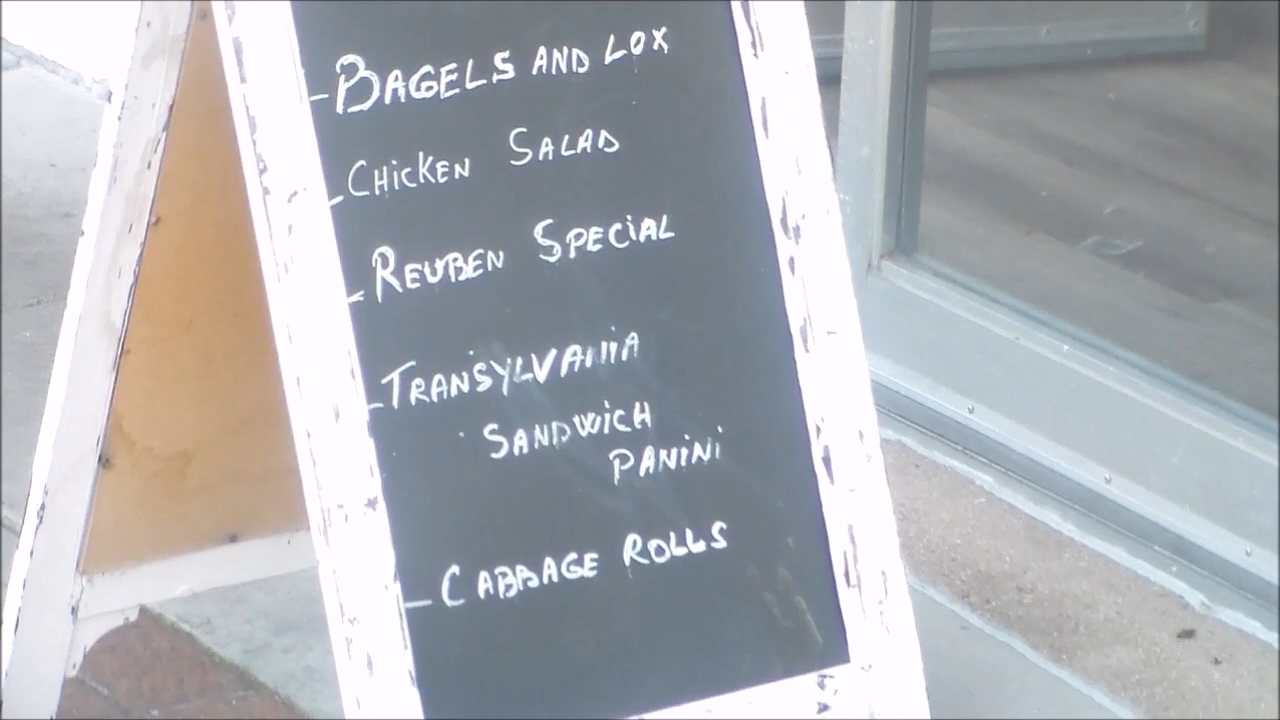 - BAGELS AND LOX
- CHiCKEN SALAD
- REUBEN SPECiAL
- TRANSYLVANiA
SANDWiCH
PANiNi
- CABBAGE ROLLS